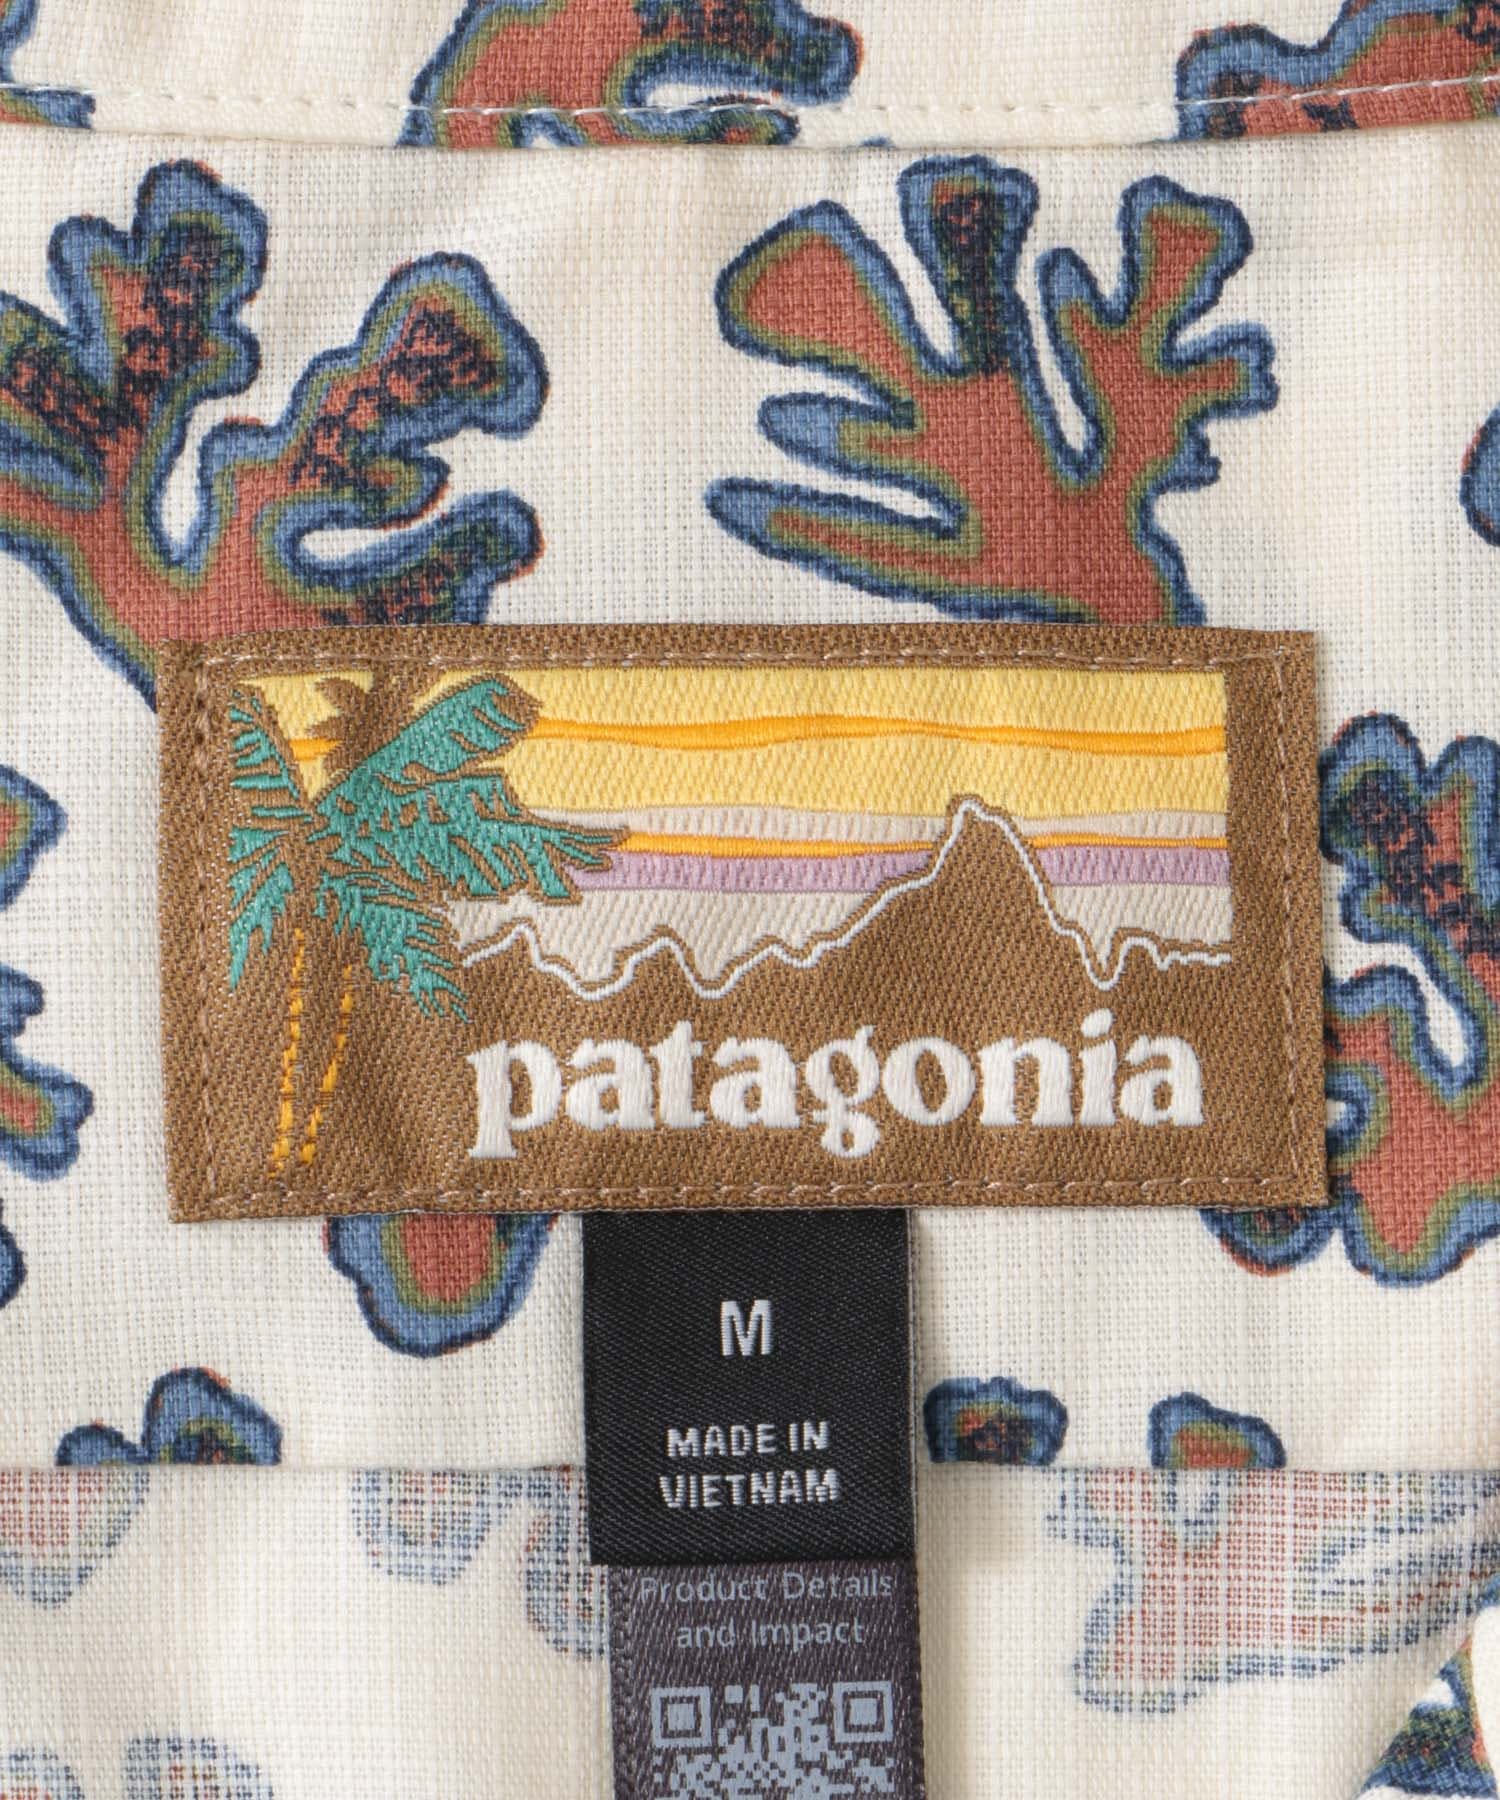 patagonia
M
MADE IN
VIETNAM
Product Details
and Impact